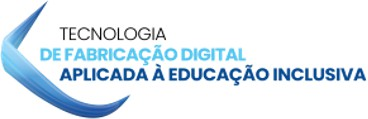 TECNOLOGIA
DE FABRICAÇÃO DIGITAL
APLICADA À EDUCAÇÃO INCLUSIVA